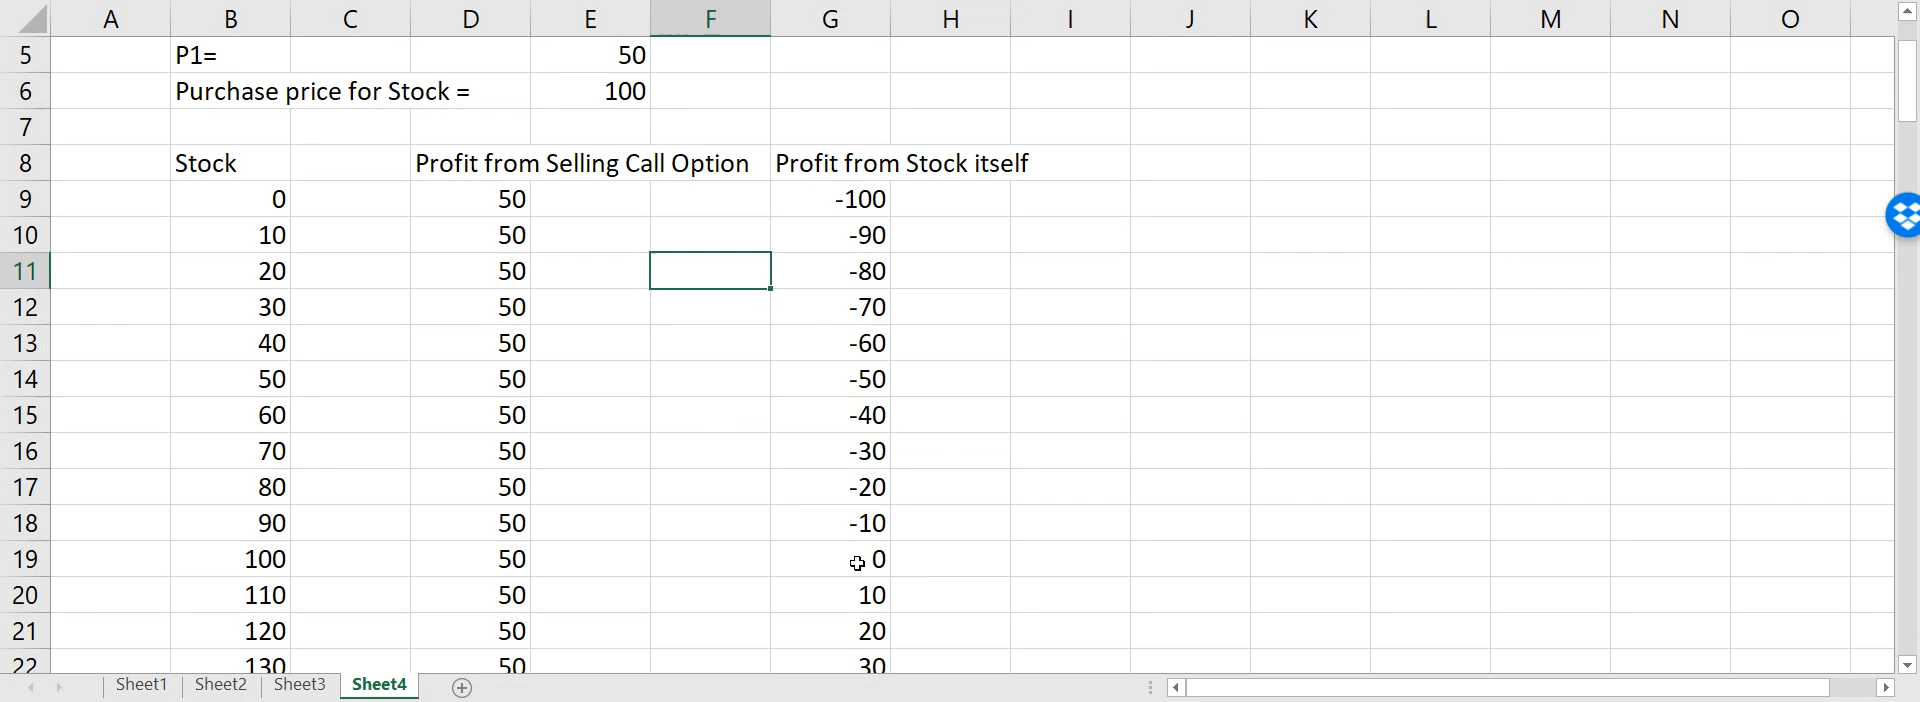 A B C D E F G H I J K L M N O
5 P1= 50
6 Purchase price for Stock = 100
7
8 Stock Profit from Selling Call Option Profit from Stock itself
9 0 50 -100
10 10 50 -90
11 20 50 -80
12 30 50 -70
13 40 50 -60
14 50 50 -50
15 60 50 -40
16 70 50 -30
17 80 50 -20
18 90 50 -10
19 100 50 0
20 110 50 10
21 120 50 20
22 130 50 30
Sheet1 Sheet2 Sheet3 Sheet4